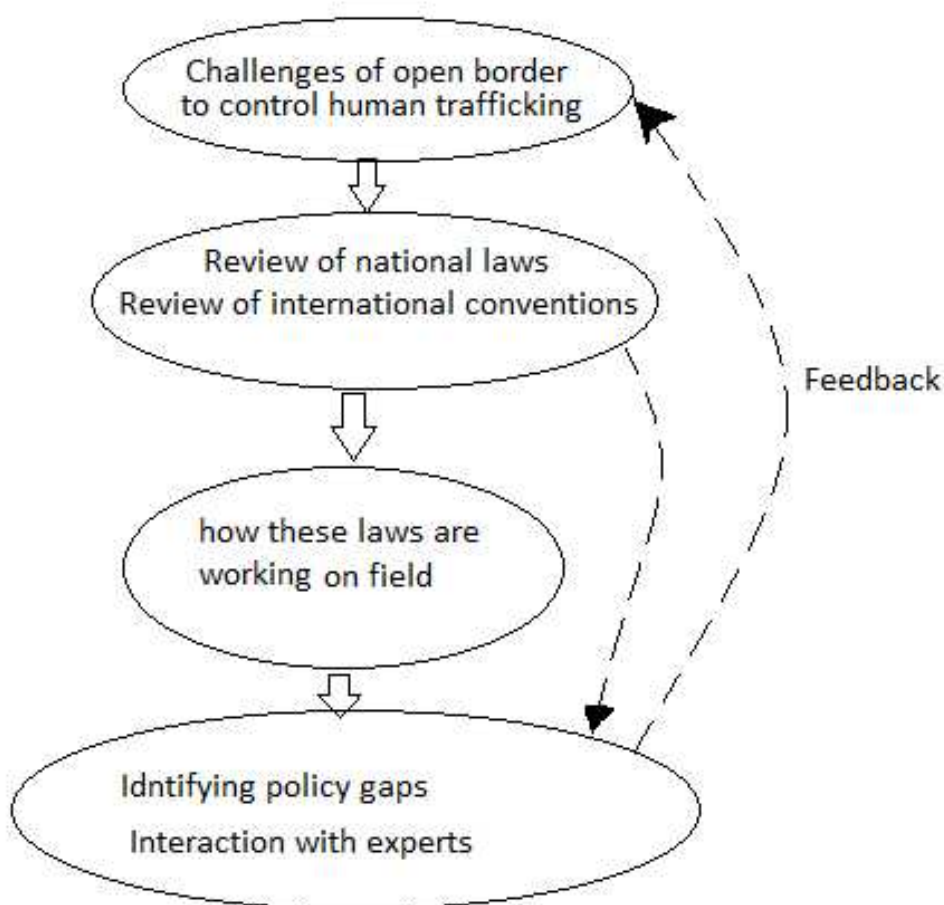 Challenges of open border
to control human trafficking
Review of national laws
Review of international conventions
Feedback
how these laws are
working on field
Idntifying policy gaps
Interaction with experts